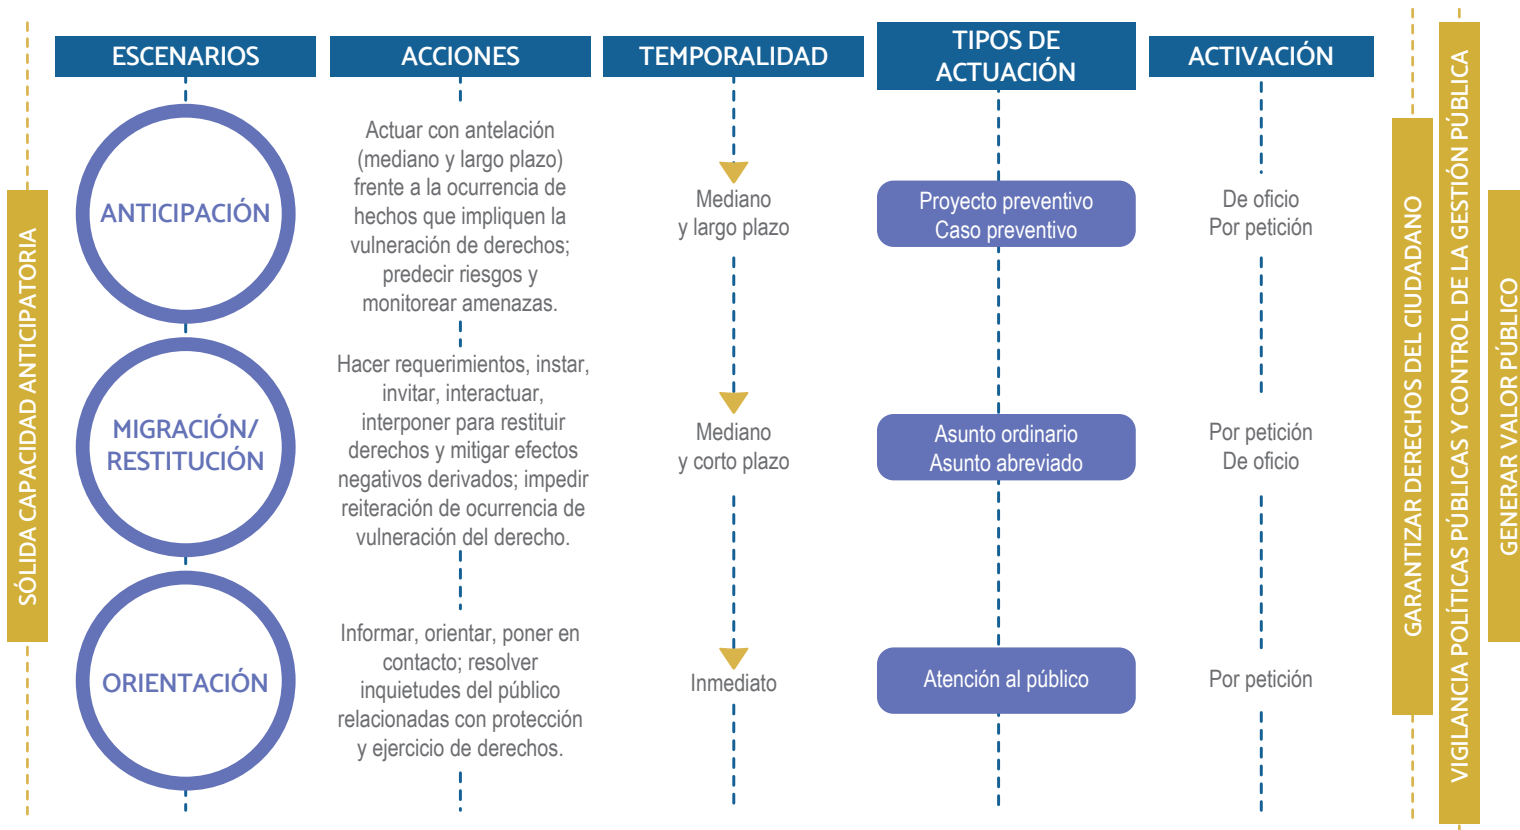 ESCENARIOS
ACCIONES
TEMPORALIDAD
TIPOS DE
ACTUACIÓN
ACTIVACIÓN
SÓLIDA CAPACIDAD ANTICIPATORIA
ANTICIPACIÓN
Actuar con antelación
(mediano y largo plazo)
frente a la ocurrencia de
hechos que impliquen la
vulneración de derechos;
predecir riesgos y
monitorear amenazas.
Mediano
y largo plazo
Proyecto preventivo
Caso preventivo
De oficio
Por petición
MIGRACIÓN/
RESTITUCIÓN
Hacer requerimientos, instar,
invitar, interactuar,
interponer para restituir
derechos y mitigar efectos
negativos derivados; impedir
reiteración de ocurrencia de
vulneración del derecho.
Mediano
y corto plazo
Asunto ordinario
Asunto abreviado
Por petición
De oficio
ORIENTACIÓN
Informar, orientar, poner en
contacto; resolver
inquietudes del público
relacionadas con protección
y ejercicio de derechos.
Inmediato
Atención al público
Por petición
GARANTIZAR DERECHOS DEL CIUDADANO
VIGILANCIA POLÍTICAS PÚBLICAS Y CONTROL DE LA GESTIÓN PÚBLICA
GENERAR VALOR PÚBLICO